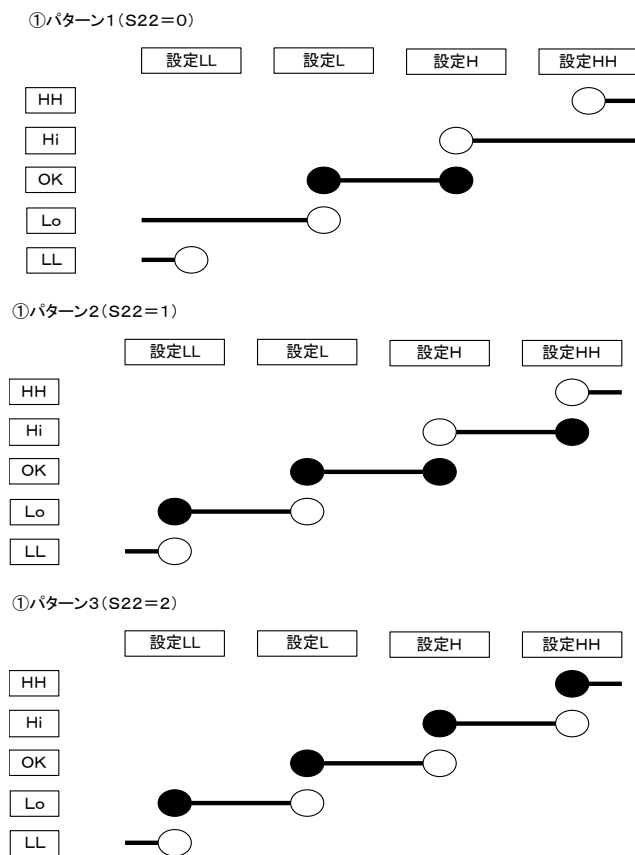 ①パターン1(S22=0)
設定LL 設定L 設定H 設定HH
HH
Hi
OK
Lo
LL
①パターン2(S22=1)
設定LL 設定L 設定H 設定HH
HH
Hi
OK
Lo
LL
①パターン3(S22=2)
設定LL 設定L 設定H 設定HH
HH
Hi
OK
Lo
LL